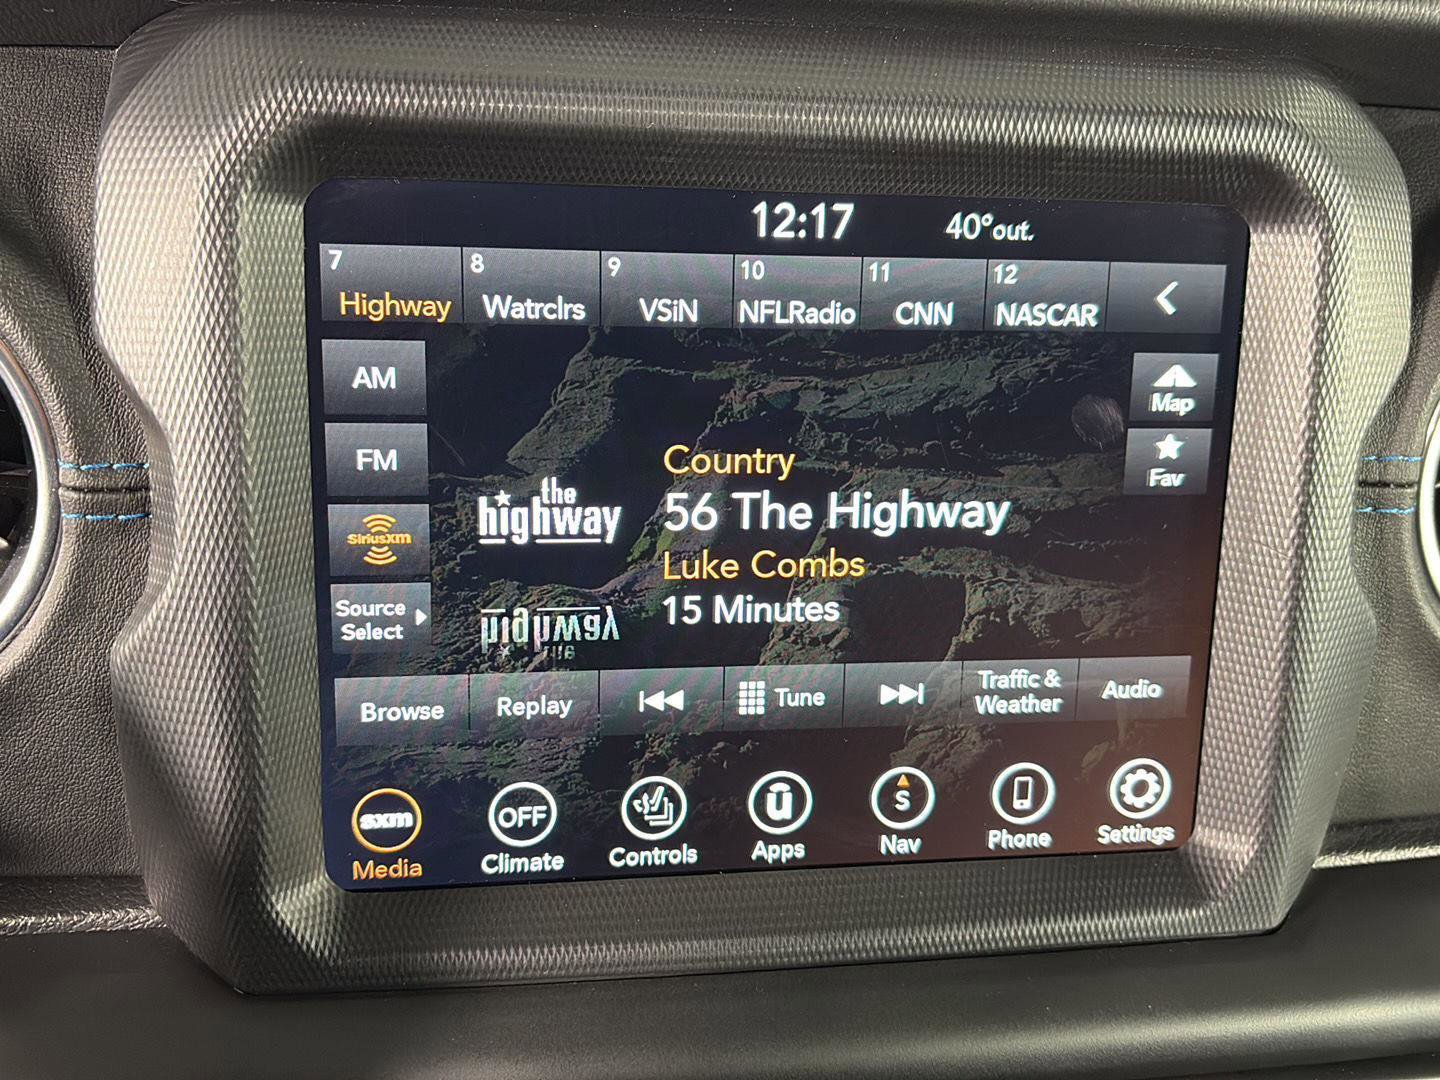 12:17 40°out.
7 8 9 10 11 12
Highway Watrclrs VSiN NFLRadio CNN NASCAR
AM
Map
FM
Fav
SiriusXM
Source
Select
the
highway
Country
56 The Highway
Luke Combs
15 Minutes
Browse Replay Tune Traffic & Weather Audio
sxm OFF ū S
Media Climate Controls Apps Nav Phone Settings